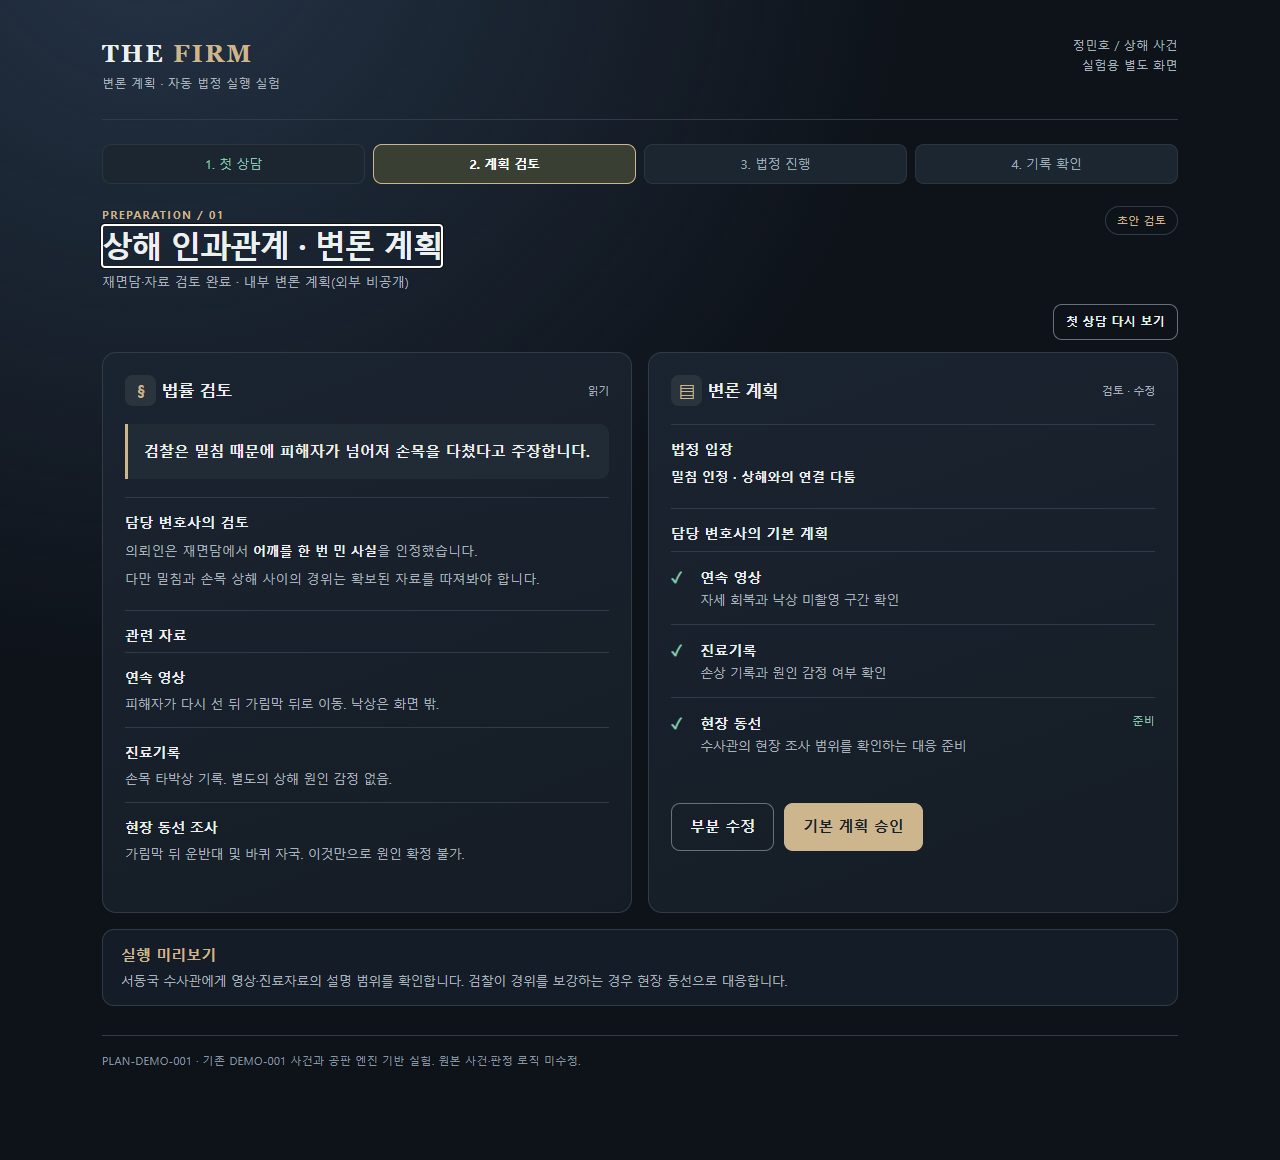 THE FIRM
변론 계획 · 자동 법정 실행 실험
정민호 / 상해 사건
실험용 별도 화면
1. 첫 상담
2. 계획 검토
3. 법정 진행
4. 기록 확인
PREPARATION / 01
초안 검토
상해 인과관계 · 변론 계획
재면담·자료 검토 완료 · 내부 변론 계획(외부 비공개)
첫 상담 다시 보기
§ 법률 검토
읽기
검찰은 밀침 때문에 피해자가 넘어져 손목을 다쳤다고 주장합니다.
담당 변호사의 검토
의뢰인은 재면담에서 어깨를 한 번 민 사실을 인정했습니다.
다만 밀침과 손목 상해 사이의 경위는 확보된 자료를 따져봐야 합니다.
관련 자료
연속 영상
피해자가 다시 선 뒤 가림막 뒤로 이동. 낙상은 화면 밖.
진료기록
손목 타박상 기록. 별도의 상해 원인 감정 없음.
현장 동선 조사
가림막 뒤 운반대 및 바퀴 자국. 이것만으로 원인 확정 불가.
▤ 변론 계획
검토 · 수정
법정 입장
밀침 인정 · 상해와의 연결 다툼
담당 변호사의 기본 계획
✓ 연속 영상
자세 회복과 낙상 미촬영 구간 확인
✓ 진료기록
손상 기록과 원인 감정 여부 확인
✓ 현장 동선
준비
수사관의 현장 조사 범위를 확인하는 대응 준비
부분 수정
기본 계획 승인
실행 미리보기
서동국 수사관에게 영상·진료자료의 설명 범위를 확인합니다. 검찰이 경위를 보강하는 경우 현장 동선으로 대응합니다.
PLAN-DEMO-001 · 기존 DEMO-001 사건과 공판 엔진 기반 실험. 원본 사건·판정 로직 미수정.